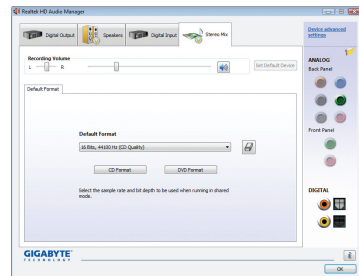 Realtek HD Audio Manager
Digital Output
Speakers
Digital Input
Stereo Mix
Device advanced
settings
Recording Volume
L
R
Set Default Device
ANALOG
Back Panel
Default Format
Default Format
16 Bits, 44100 Hz (CD Quality)
CD Format
DVD Format
Select the sample rate and bit depth to be used when running in shared
mode.
Front Panel
DIGITAL
GIGABYTE™
TECHNOLOGY
i
OK